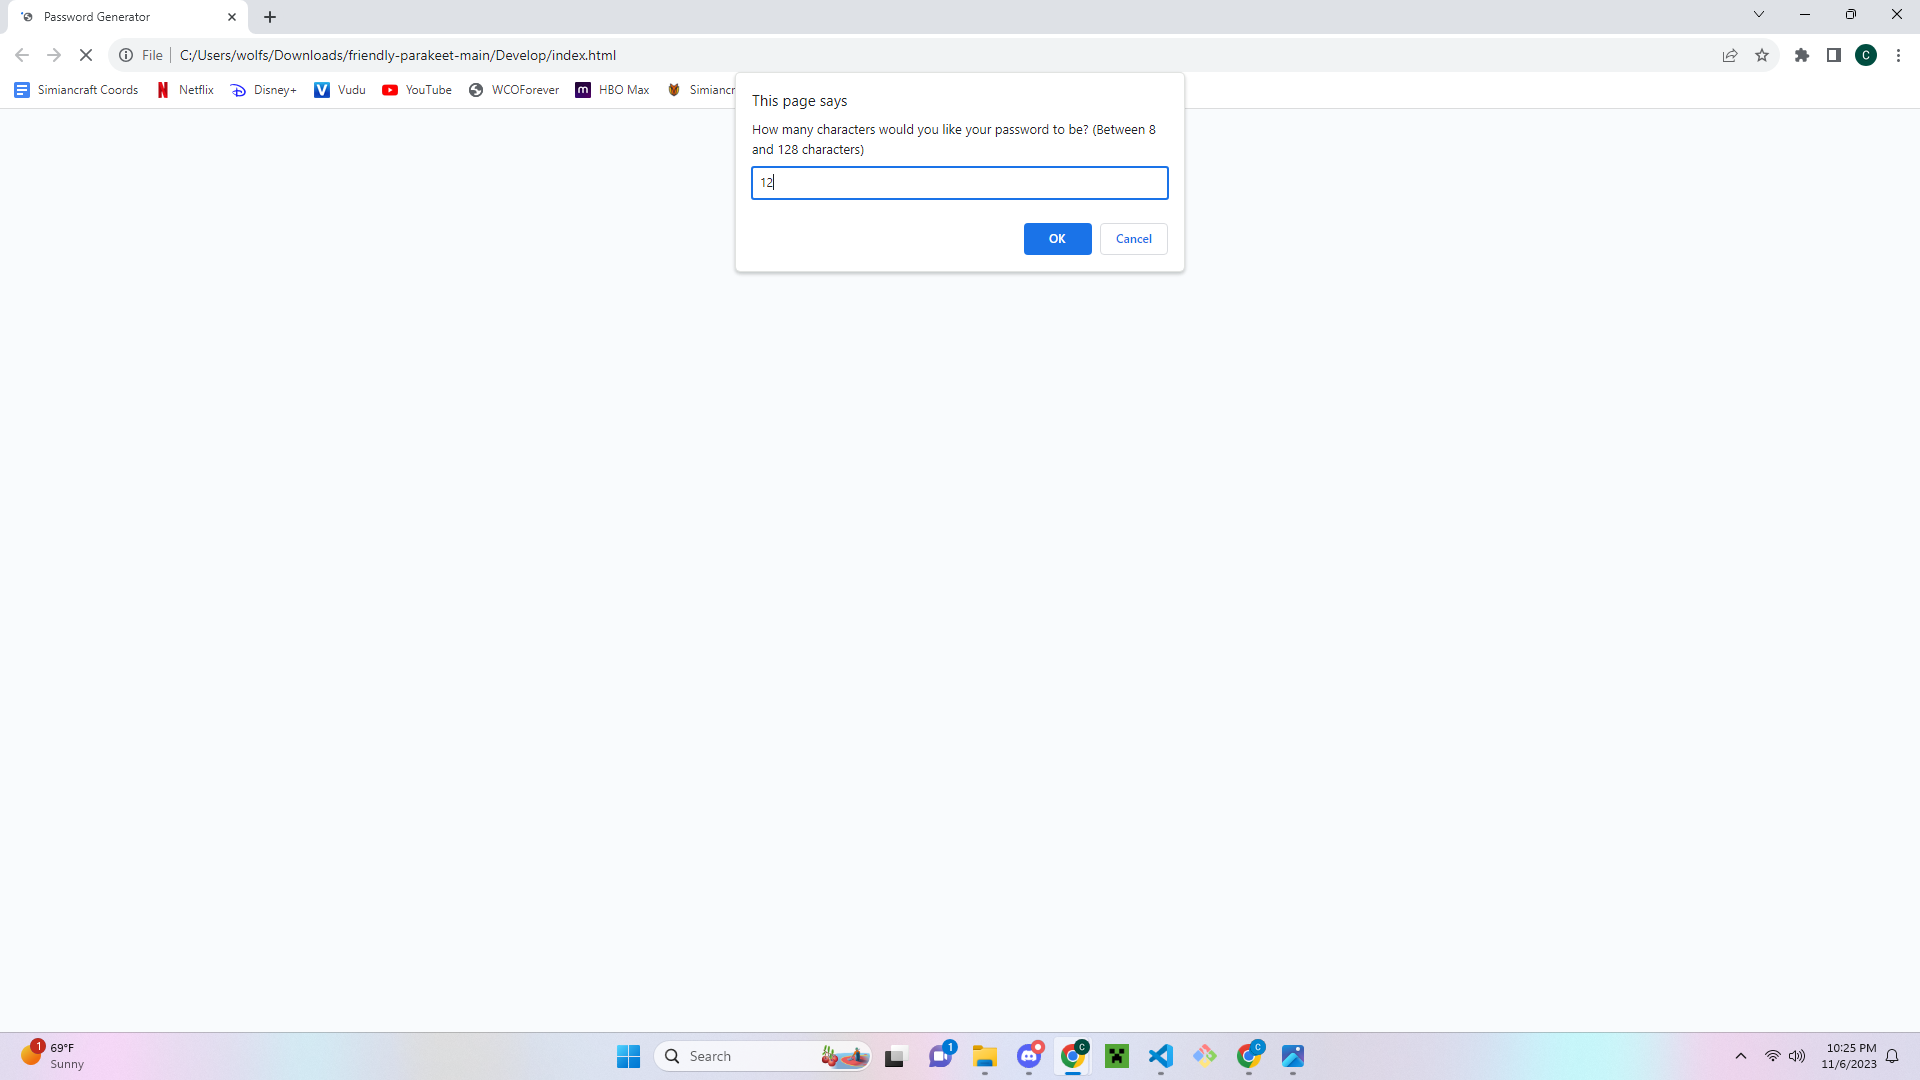 Password Generator
File
C:/Users/wolfs/Downloads/friendly-parakeet-main/Develop/index.html
C
Simiancraft Coords
Netflix
Disney+
Vudu
YouTube
WCOForever
HBO Max
Simiancr
This page says
How many characters would you like your password to be? (Between 8
and 128 characters)
12
OK
Cancel
1
69°F
Sunny
Search
1
C
C
10:25 PM
11/6/2023